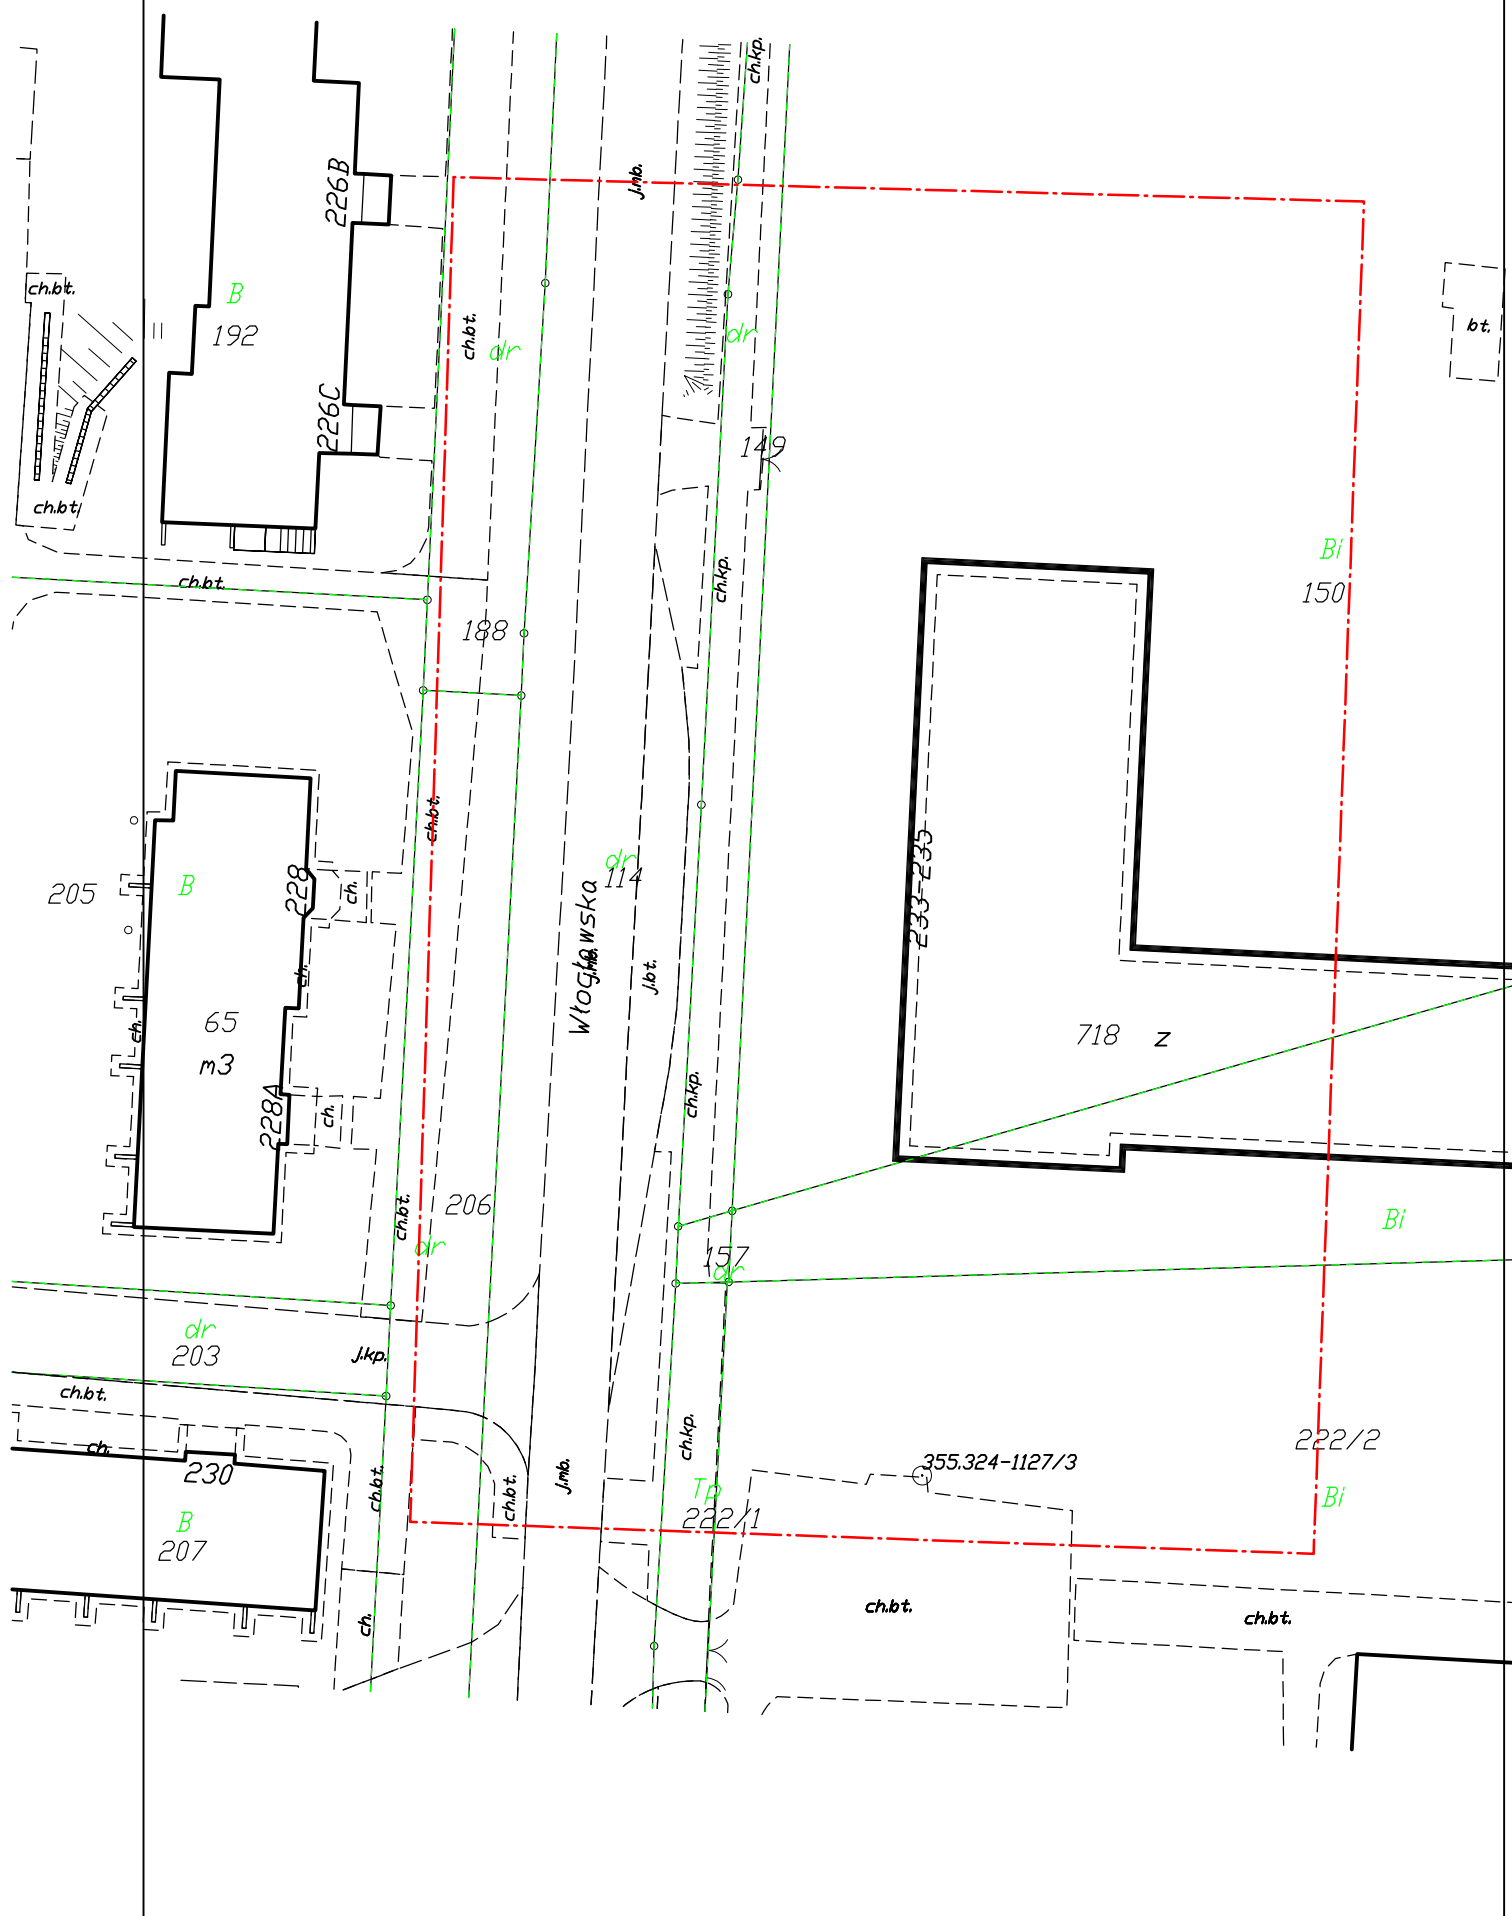 ch.kp.
226B
j.mb.
ch.bt.
B
192
bt.
ch.bt.
dr
dr
226C
149
ch.bt.
Bi
150
ch.bt.
ch.kp.
188
ch.bt.
dr
114
233-235
228
ch.
B
205
Włocławska
j.mb.
j.bt.
ch.
65
ch.
718
z
m3
ch.kp.
228A
ch.
ch.bt.
206
Bi
dr
157
dr
dr
203
j.kp.
ch.bt.
ch.
ch.kp.
222/2
230
355.324-1127/3
ch.bt.
j.mb.
ch.bt.
Tp
Bi
222/1
B
207
ch.bt.
ch.bt.
ch.